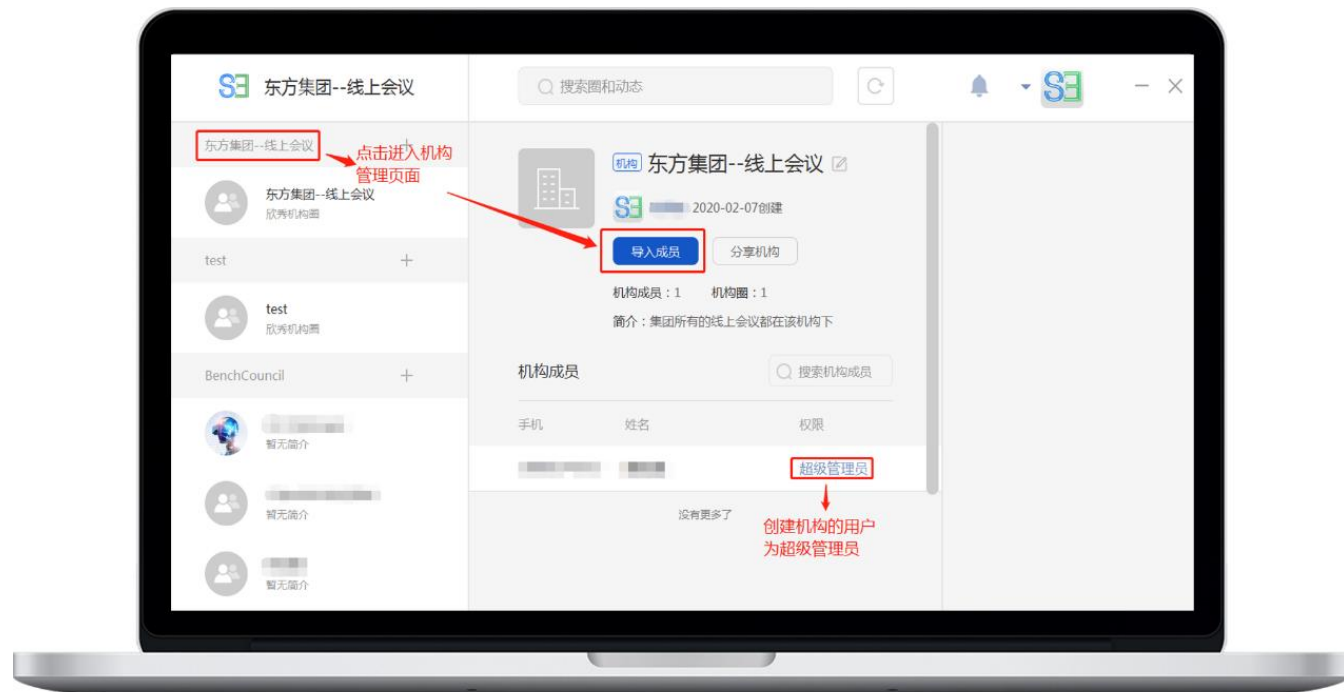 S3 东方集团--线上会议
搜索圈和动态
东方集团--线上会议
点击进入机构
管理页面
东方集团--线上会议
欣秀机构圈
test
test
欣秀机构圈
BenchCouncil
暂无简介
暂无简介
暂无简介
机构 东方集团--线上会议
2020-02-07创建
导入成员 分享机构
机构成员：1 机构圈：1
简介：集团所有的线上会议都在该机构下
机构成员 搜索机构成员
手机 姓名 权限
超级管理员
没有更多了
创建机构的用户
为超级管理员